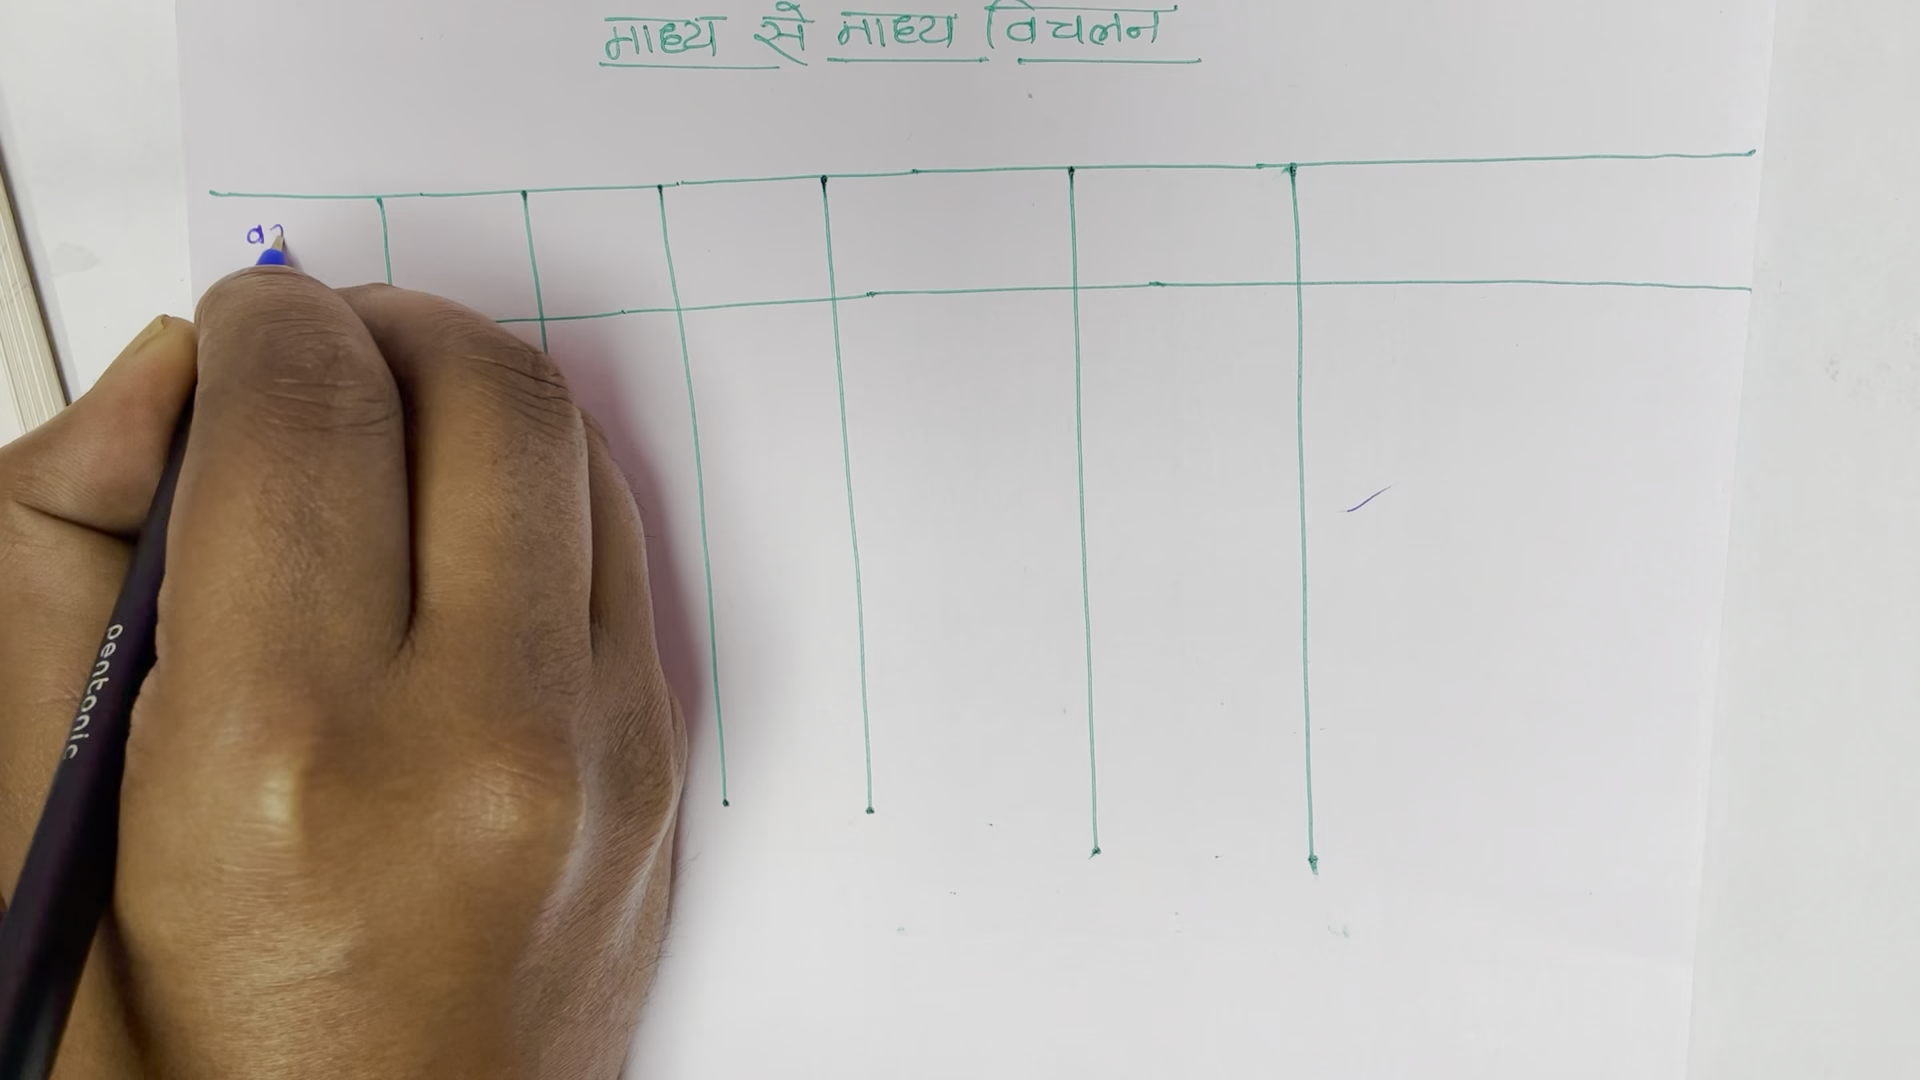 माध्य से माध्य विचलन
pentonic